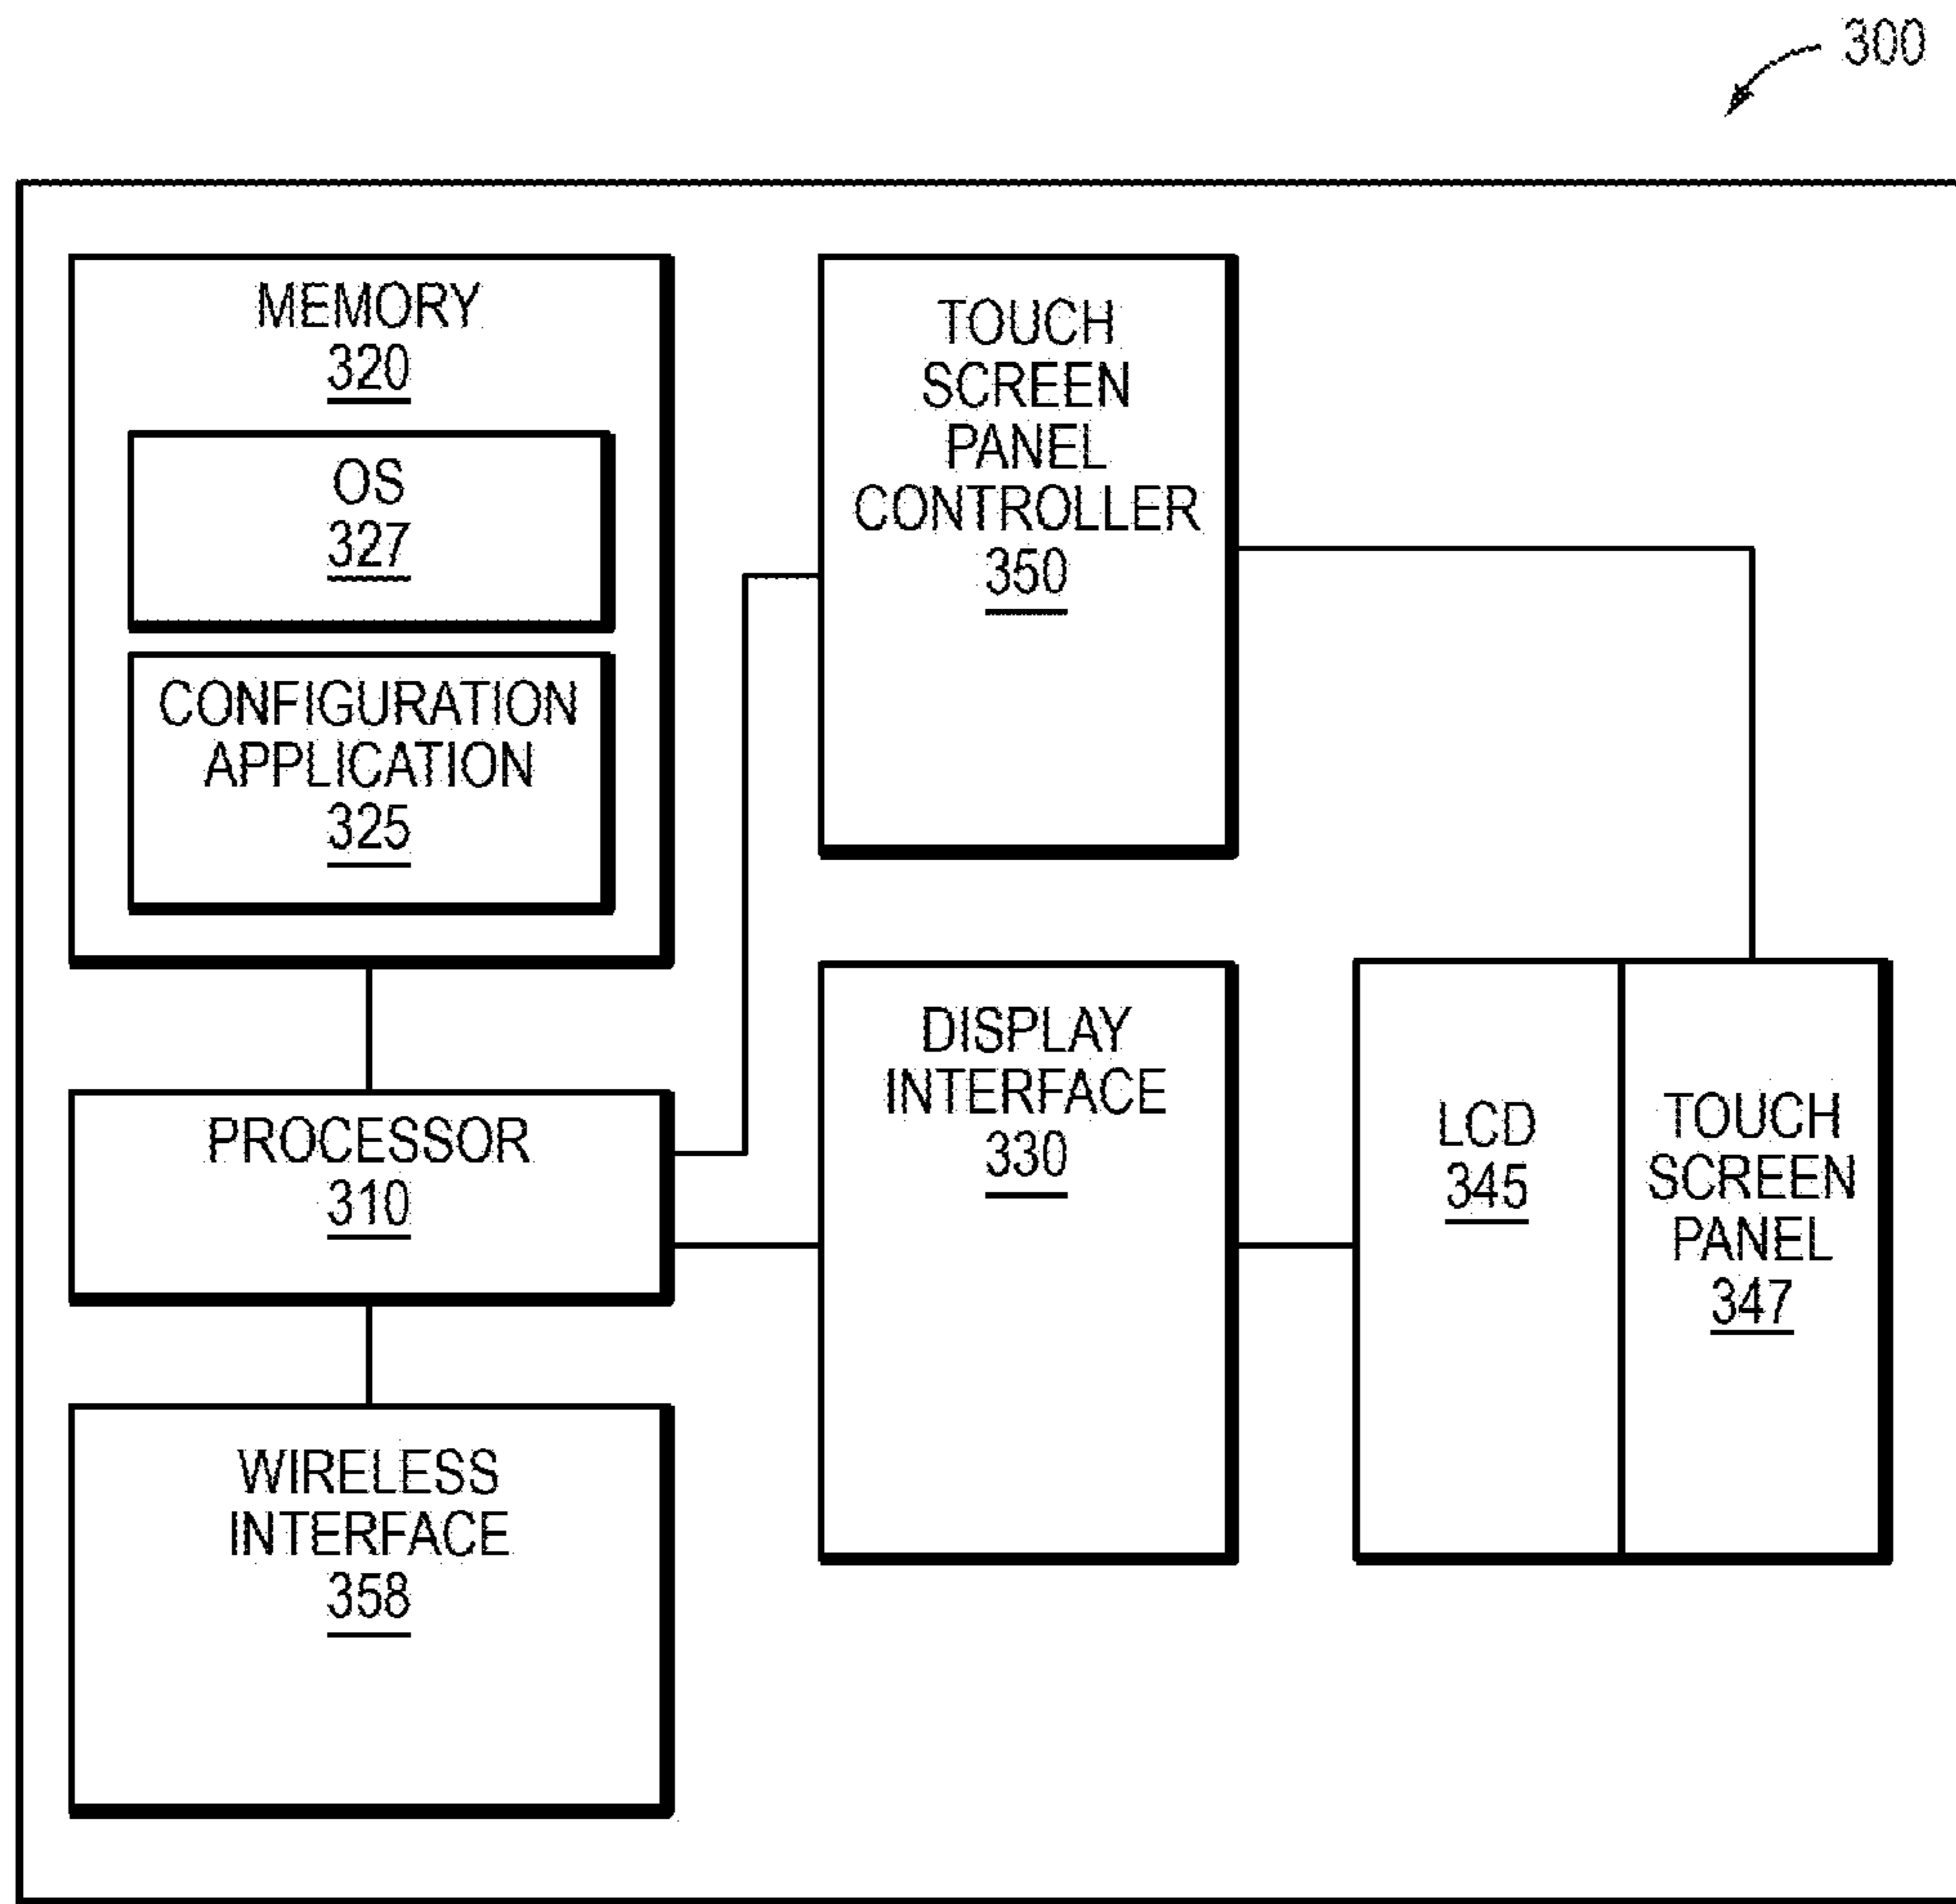 300
MEMORY
320
OS
327
CONFIGURATION
APPLICATION
325
TOUCH
SCREEN
PANEL
CONTROLLER
350
PROCESSOR
310
DISPLAY
INTERFACE
330
LCD
345
TOUCH
SCREEN
PANEL
347
WIRELESS
INTERFACE
358